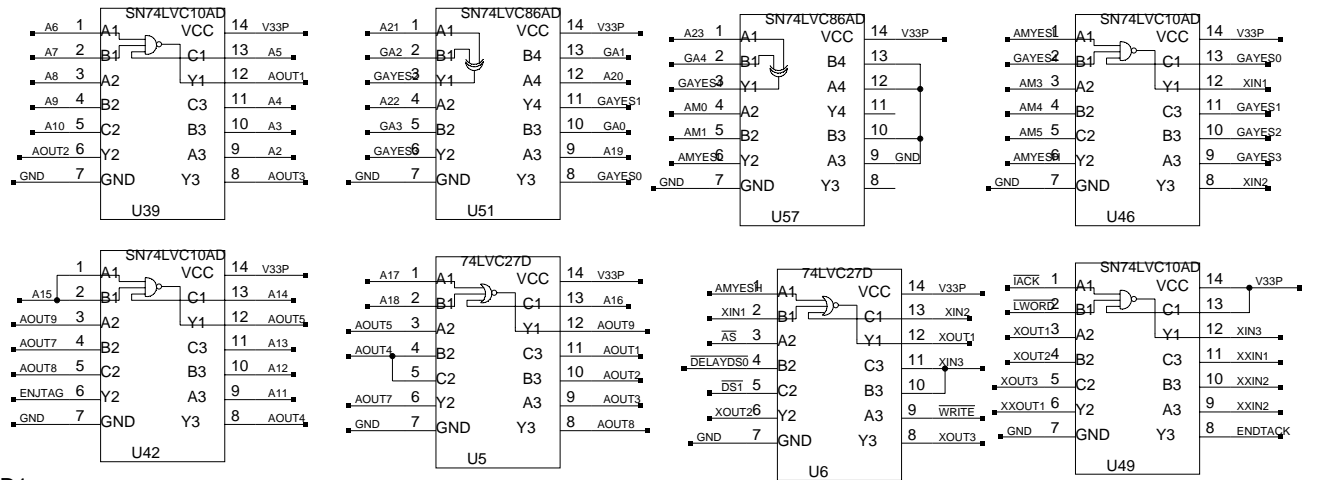 SN74LVC10AD
A6 1 A1 VCC 14 V33P
A7 2 B1 C1 13 A5
A8 3 A2 Y1 12 AOUT1
A9 4 B2 C3 11 A4
A10 5 C2 B3 10 A3
AOUT2 6 Y2 A3 9 A2
GND 7 GND Y3 8 AOUT3
U39
SN74LVC86AD
A21 1 A1 VCC 14 V33P
GA2 2 B1 B4 13 GA1
GAYES 3 Y1 A4 12 A20
A22 4 A2 Y4 11 GAYES1
GA3 5 B2 B3 10 GA0
GAYES 6 Y2 A3 9 A19
GND 7 GND Y3 8 GAYES0
U51
SN74LVC86AD
A23 1 A1 VCC 14 V33P
GA4 2 B1 B4 13
GAYES 3 Y1 A4 12
AM0 4 A2 Y4 11
AM1 5 B2 B3 10
AMYES 6 Y2 A3 9 GND
GND 7 GND Y3 8
U57
SN74LVC10AD
AMYES 1 A1 VCC 14 V33P
GAYES 2 B1 C1 13 GAYES0
AM3 3 A2 Y1 12 XIN1
AM4 4 B2 C3 11 GAYES1
AM5 5 C2 B3 10 GAYES2
AMYESH 6 Y2 A3 9 GAYES3
GND 7 GND Y3 8 XIN2
U46
SN74LVC10AD
1 A1 VCC 14 V33P
A15 2 B1 C1 13 A14
AOUT9 3 A2 Y1 12 AOUT5
AOUT7 4 B2 C3 11 A13
AOUT8 5 C2 B3 10 A12
ENJTAG 6 Y2 A3 9 A11
GND 7 GND Y3 8 AOUT4
U42
74LVC27D
A17 1 A1 VCC 14 V33P
A18 2 B1 C1 13 A16
AOUT5 3 A2 Y1 12 AOUT9
AOUT4 4 B2 C3 11 AOUT1
5 C2 B3 10 AOUT2
AOUT7 6 Y2 A3 9 AOUT3
GND 7 GND Y3 8 AOUT8
U5
74LVC27D
AMYESH 1 A1 VCC 14 V33P
XIN1 2 B1 C1 13 XIN2
AS 3 A2 Y1 12 XOUT1
DELAYDS0 4 B2 C3 11 XIN3
DS1 5 C2 B3 10
XOUT2 6 Y2 A3 9 WRITE
GND 7 GND Y3 8 XOUT3
U6
SN74LVC10AD
IACK 1 A1 VCC 14 V33P
LWORD 2 B1 C1 13
XOUT1 3 A2 Y1 12 XIN3
XOUT2 4 B2 C3 11 XXIN1
XOUT3 5 C2 B3 10 XXIN2
XXOUT1 6 Y2 A3 9 XXIN2
GND 7 GND Y3 8 ENDTACK
U49